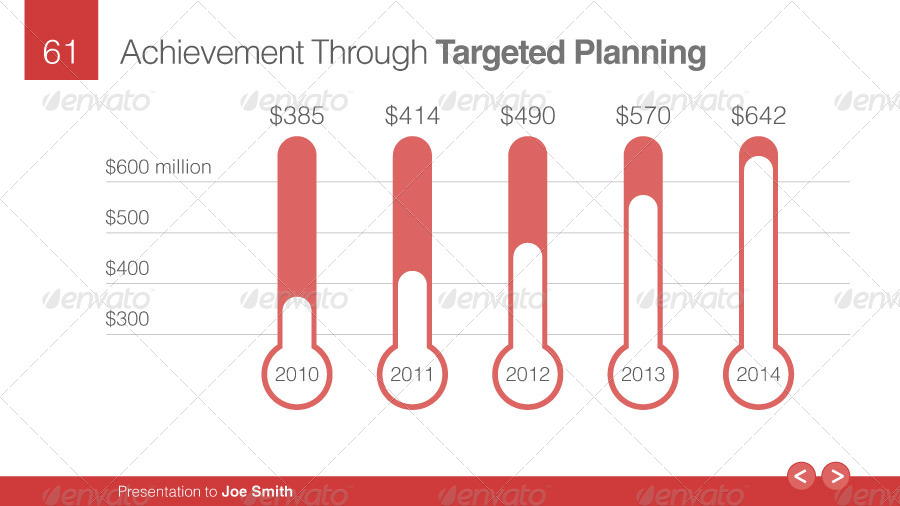 61
Achievement Through Targeted Planning
$385 $414 $490 $570 $642
$600 million
$500
$400
$300
2010 2011 2012 2013 2014
Presentation to Joe Smith
< >
envato